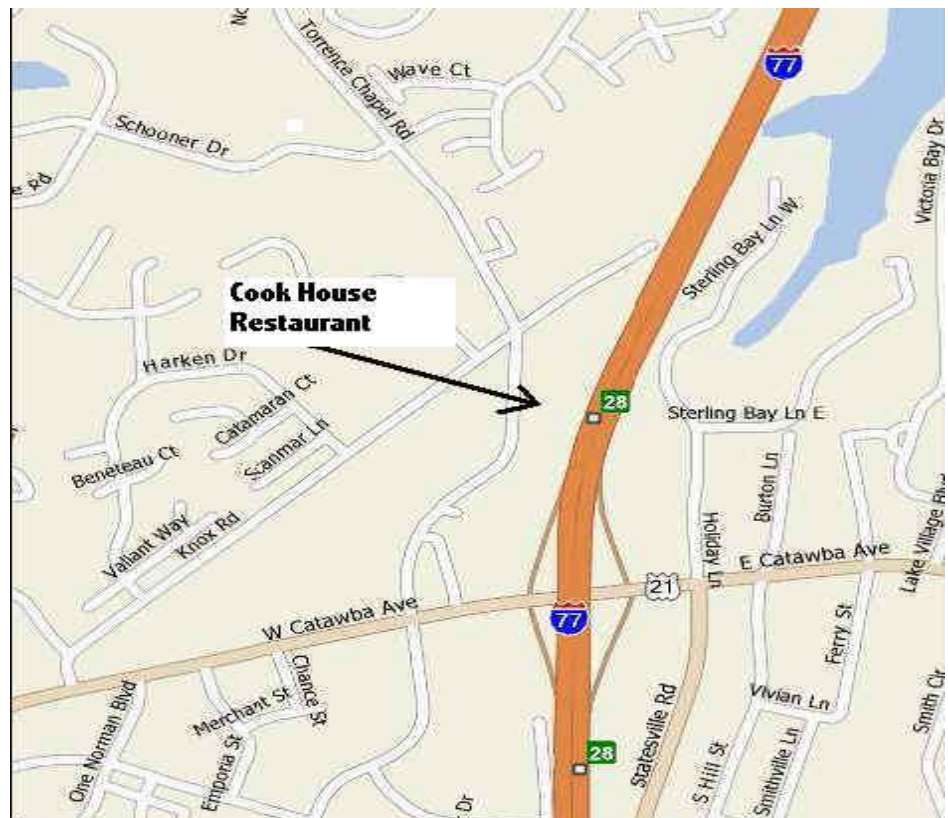 No
Torrence Chapel Rd
Wave Ct
77
Schooner Dr
e Rd
Victoria Bay Dr
Sterling Bay Ln W
Cook House
Restaurant
Harken Dr
28
Catamaran Ct
Sterling Bay Ln E
Scanmar Ln
Beneteau Ct
Burton Ln
Knox Rd
Valiant Way
Holiday Ln
Lake Village Blvd
E Catawba Ave
21
W Catawba Ave
77
Ferry St
Chance St
Merchant St
One Norman Blvd
Emporia St
Statesville Rd
Vivian Ln
Smith Cir
28
S Hill St
Smithville Ln
Dr